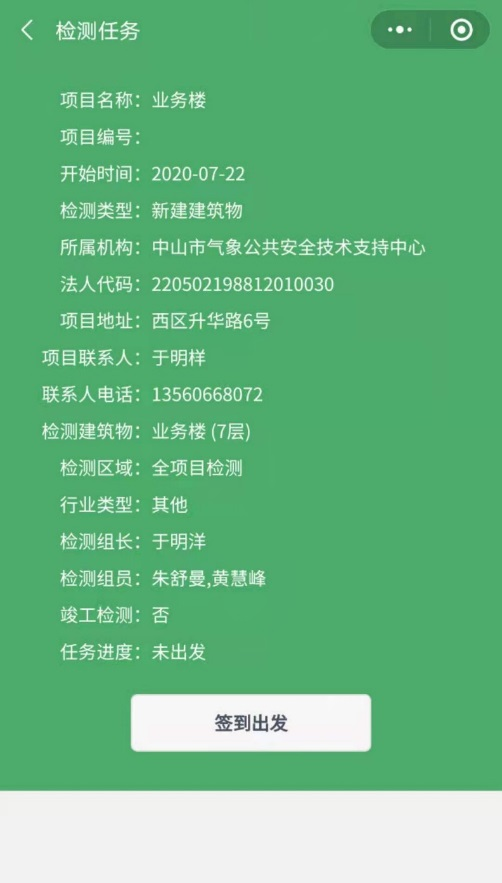 检测任务
项目名称：业务楼
项目编号：
开始时间：2020-07-22
检测类型：新建建筑物
所属机构：中山市气象公共安全技术支持中心
法人代码：220502198812010030
项目地址：西区升华路6号
项目联系人：于明样
联系人电话：13560668072
检测建筑物：业务楼 (7层)
检测区域：全项目检测
行业类型：其他
检测组长：于明洋
检测组员：朱舒曼,黄慧峰
竣工检测：否
任务进度：未出发
签到出发